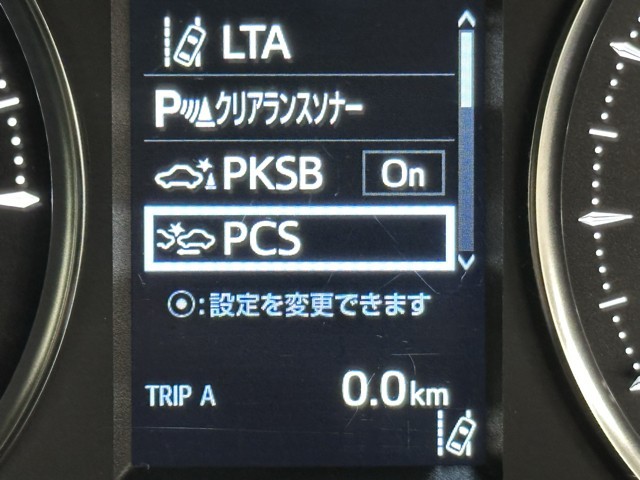 LTA
P クリアランスソナー
PKSB On
PCS
⦿:設定を変更できます
TRIP A 0.0km